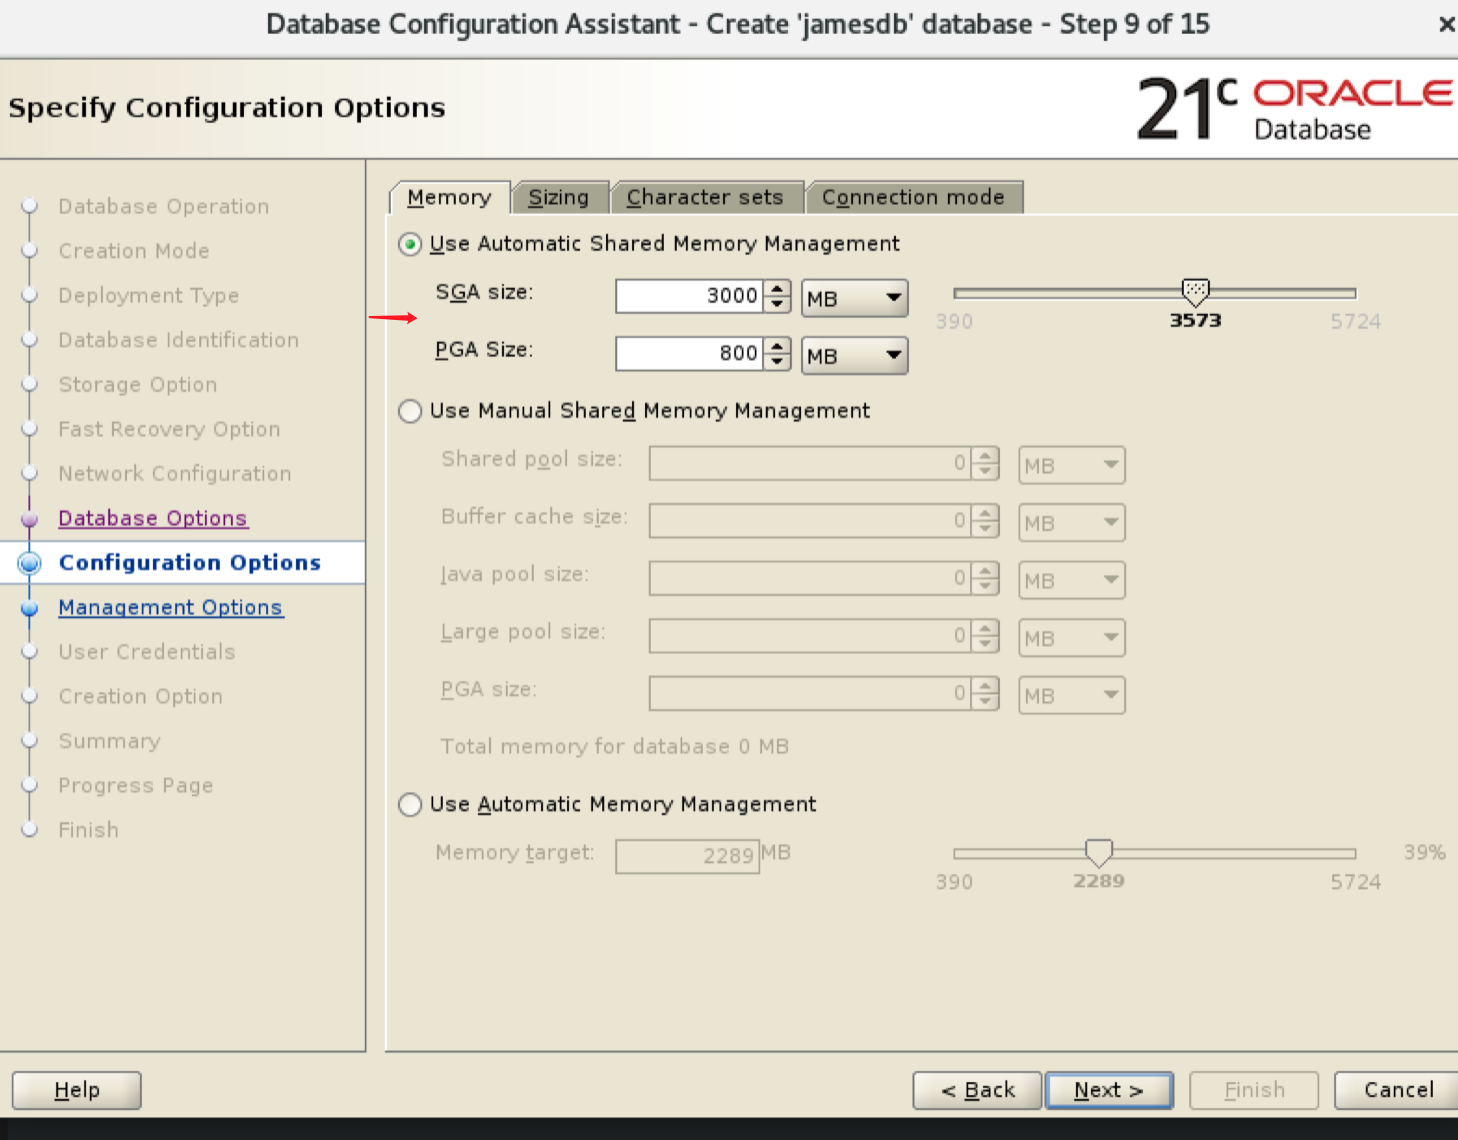 Database Configuration Assistant - Create 'jamesdb' database - Step 9 of 15
Specify Configuration Options
21c ORACLE Database
Database Operation
Creation Mode
Deployment Type
Database Identification
Storage Option
Fast Recovery Option
Network Configuration
Database Options
Configuration Options
Management Options
User Credentials
Creation Option
Summary
Progress Page
Finish
Memory Sizing Character sets Connection mode
Use Automatic Shared Memory Management
SGA size: 3000 MB
390 3573 5724
PGA Size: 800 MB
Use Manual Shared Memory Management
Shared pool size: 0 MB
Buffer cache size: 0 MB
Java pool size: 0 MB
Large pool size: 0 MB
PGA size: 0 MB
Total memory for database 0 MB
Use Automatic Memory Management
Memory target: 2289 MB 39%
390 2289 5724
Help < Back Next > Finish Cancel